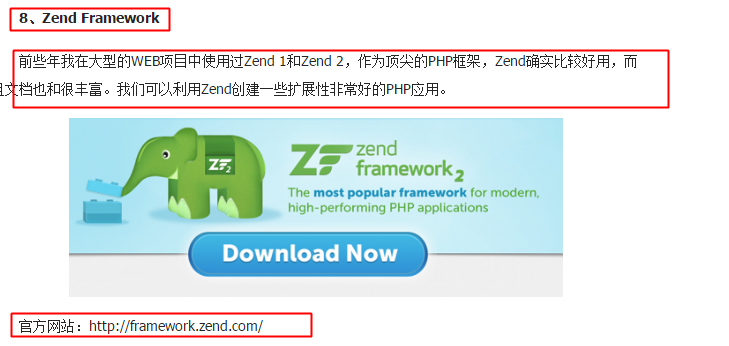 8、Zend Framework
前些年我在大型的WEB项目中使用过Zend 1和Zend 2，作为顶尖的PHP框架，Zend确实比较好用，而
且文档也和很丰富。我们可以利用Zend创建一些扩展性非常好的PHP应用。
ZF2
zend
framework2
The most popular framework for modern,
high-performing PHP applications
Download Now
官方网站：http://framework.zend.com/